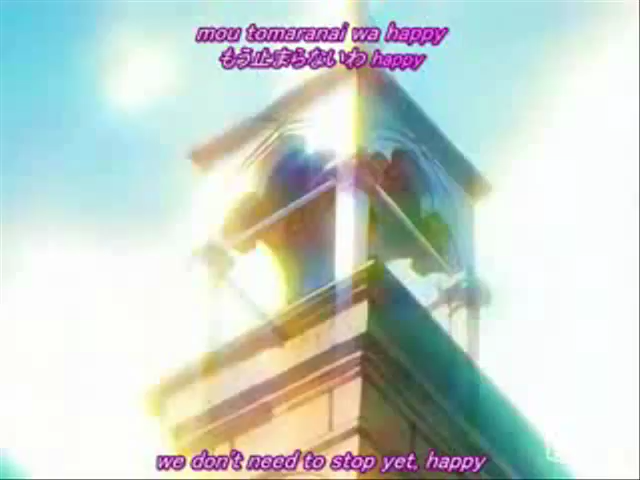 mou tomaranai wa happy
もう止まらないわ happy
we don't need to stop yet, happy